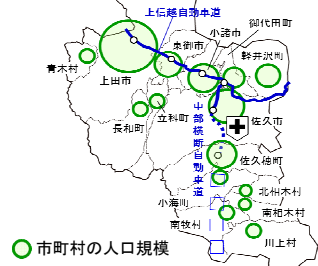 上信越自動車道
御代田町
小諸市
東御市
軽井沢町
青木村
上田市
立科町
長和町
佐久市
中部横断自動車道
佐久穂町
北相木村
小海町
南相木村
南牧村
川上村
市町村の人口規模